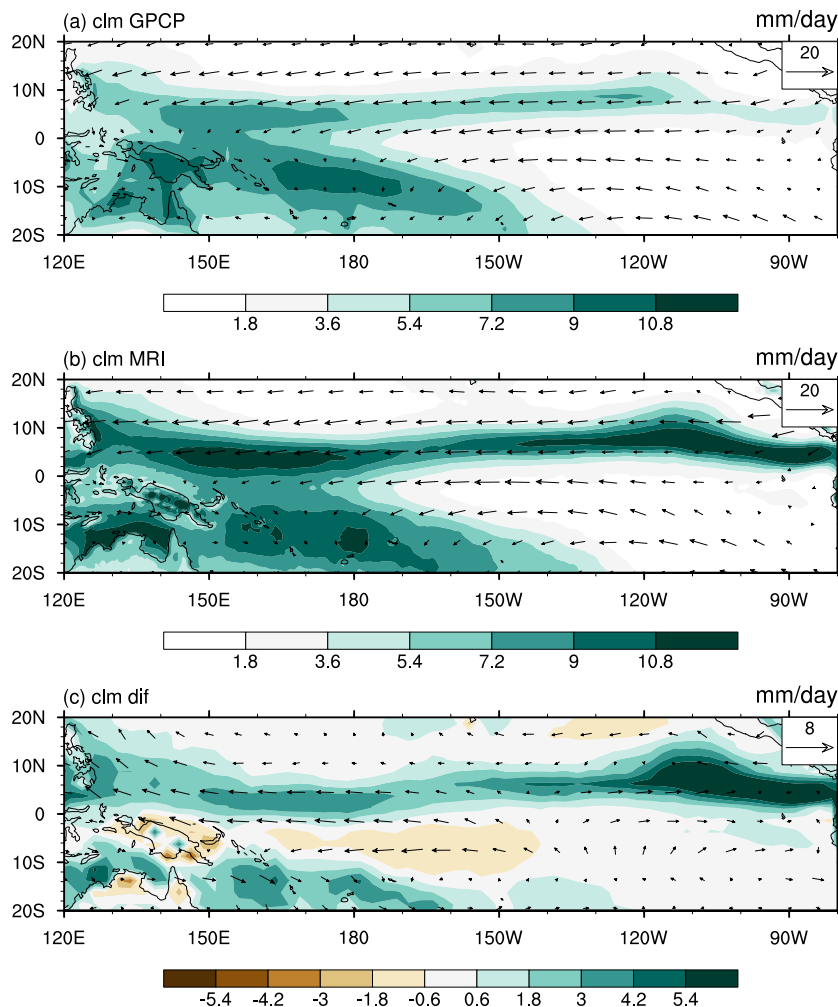 (a) clm GPCP mm/day
20N
20
10N
0
10S
20S
120E 150E 180 150W 120W 90W
1.8 3.6 5.4 7.2 9 10.8
(b) clm MRI mm/day
20N
20
10N
0
10S
20S
120E 150E 180 150W 120W 90W
1.8 3.6 5.4 7.2 9 10.8
(c) clm dif mm/day
20N
8
10N
0
10S
20S
120E 150E 180 150W 120W 90W
-5.4 -4.2 -3 -1.8 -0.6 0.6 1.8 3 4.2 5.4